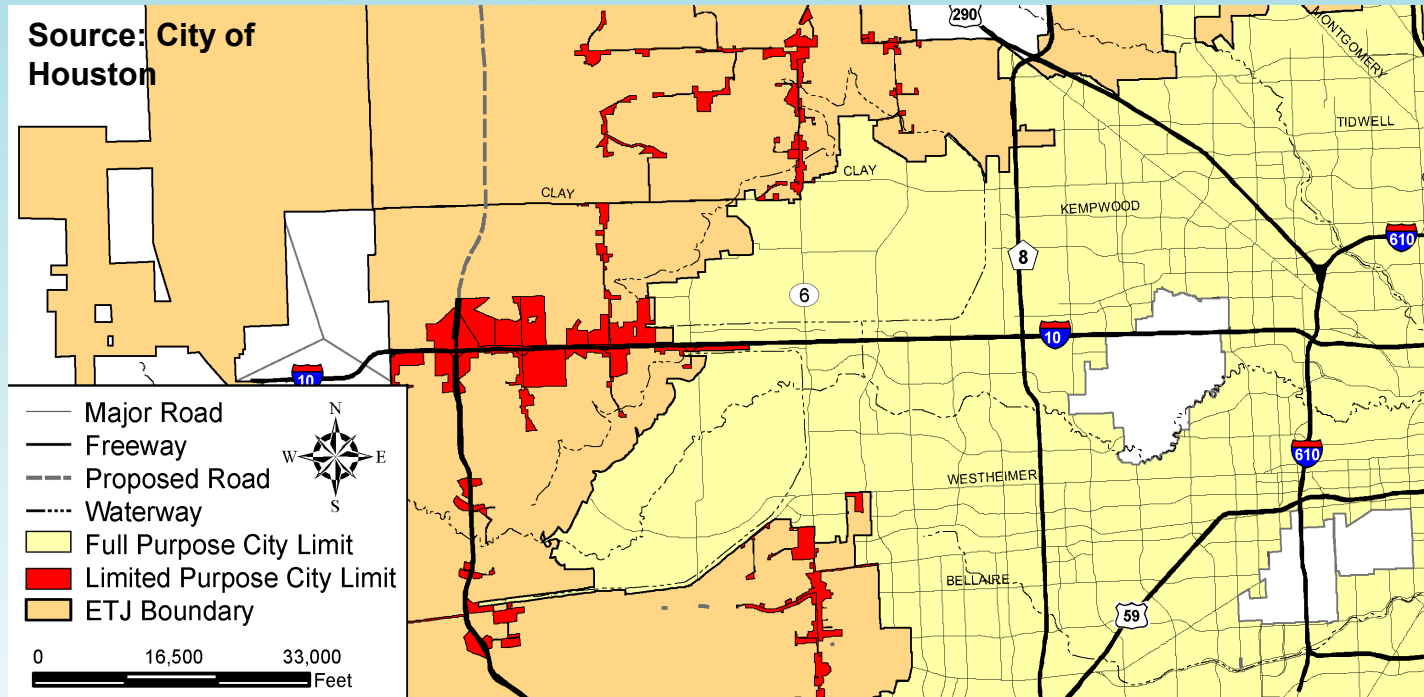 Source: City of
Houston
290
MONTGOMERY
TIDWELL
CLAY
CLAY
KEMPWOOD
610
8
6
10
10
610
WESTHEIMER
BELLAIRE
59
Major Road
Freeway
Proposed Road
Waterway
Full Purpose City Limit
Limited Purpose City Limit
ETJ Boundary
N
W E
S
0 16,500 33,000
Feet